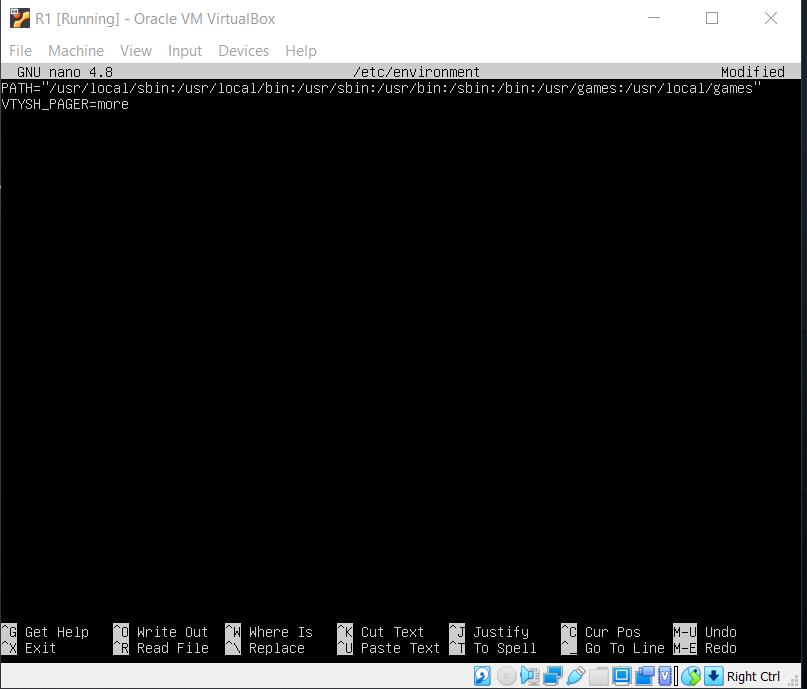 R1 [Running] - Oracle VM VirtualBox
File Machine View Input Devices Help
GNU nano 4.8 /etc/environment Modified
PATH="/usr/local/sbin:/usr/local/bin:/usr/sbin:/usr/bin:/sbin:/bin:/usr/games:/usr/local/games"
VTYSH_PAGER=more
^G Get Help ^O Write Out ^W Where Is ^K Cut Text ^J Justify ^C Cur Pos M-U Undo
^X Exit ^R Read File ^\ Replace ^U Paste Text ^T To Spell ^_ Go To Line M-E Redo
Right Ctrl